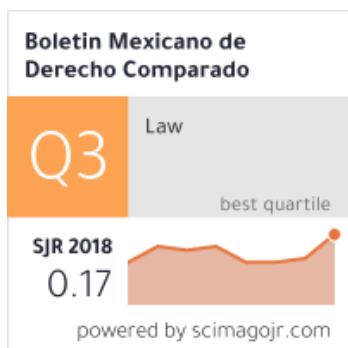 Boletin Mexicano de
Derecho Comparado
Q3
Law
best quartile
SJR 2018
0.17
powered by scimagojr.com